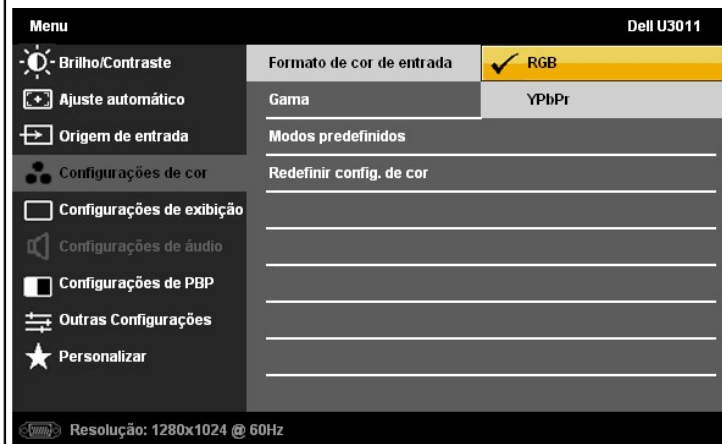 Menu Dell U3011
Brilho/Contraste Formato de cor de entrada RGB
Ajuste automático Gama YPbPr
Origem de entrada Modos predefinidos
Configurações de cor Redefinir config. de cor
Configurações de exibição
Configurações de áudio
Configurações de PBP
Outras Configurações
Personalizar
Resolução: 1280x1024 @ 60Hz